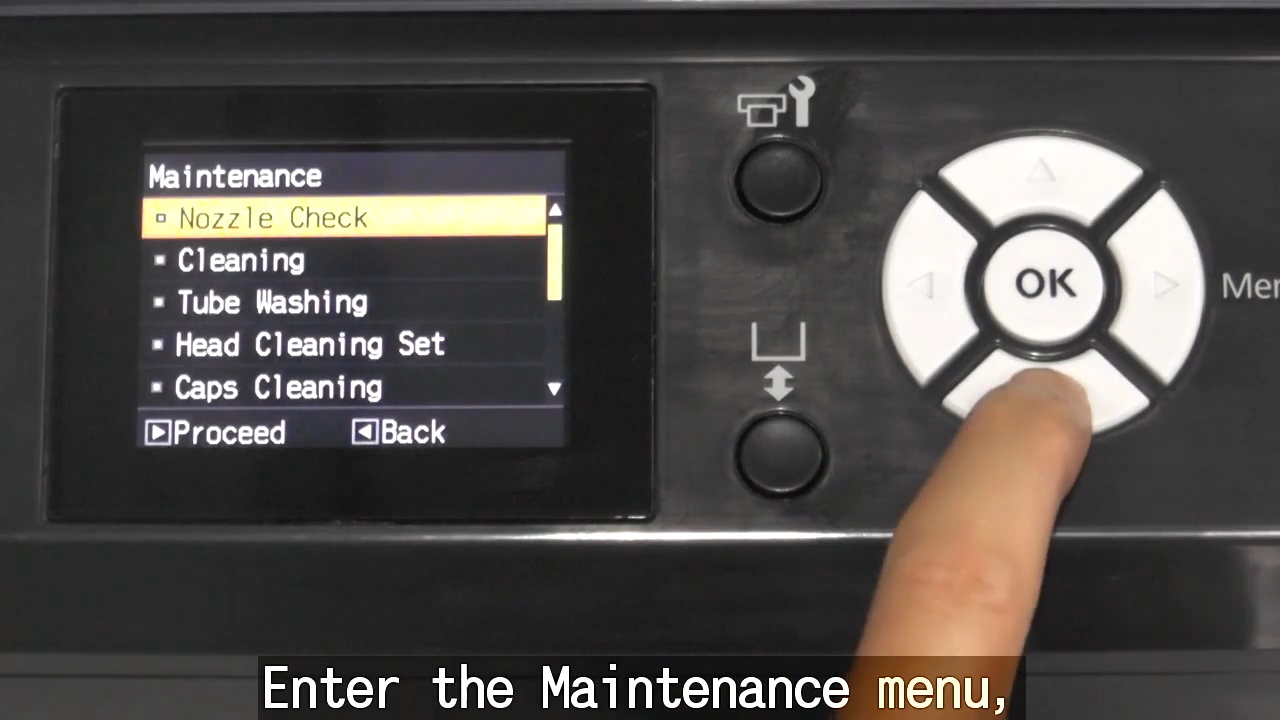 Maintenance
Nozzle Check
Cleaning
Tube Washing
Head Cleaning Set
Caps Cleaning
Proceed Back
OK
Enter the Maintenance menu,